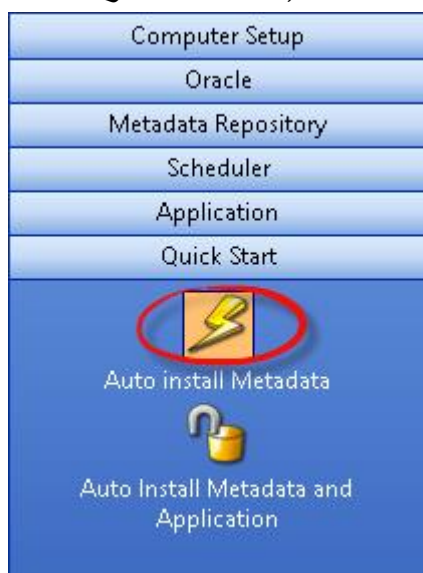 Computer Setup
Oracle
Metadata Repository
Scheduler
Application
Quick Start
Auto install Metadata
Auto Install Metadata and
Application